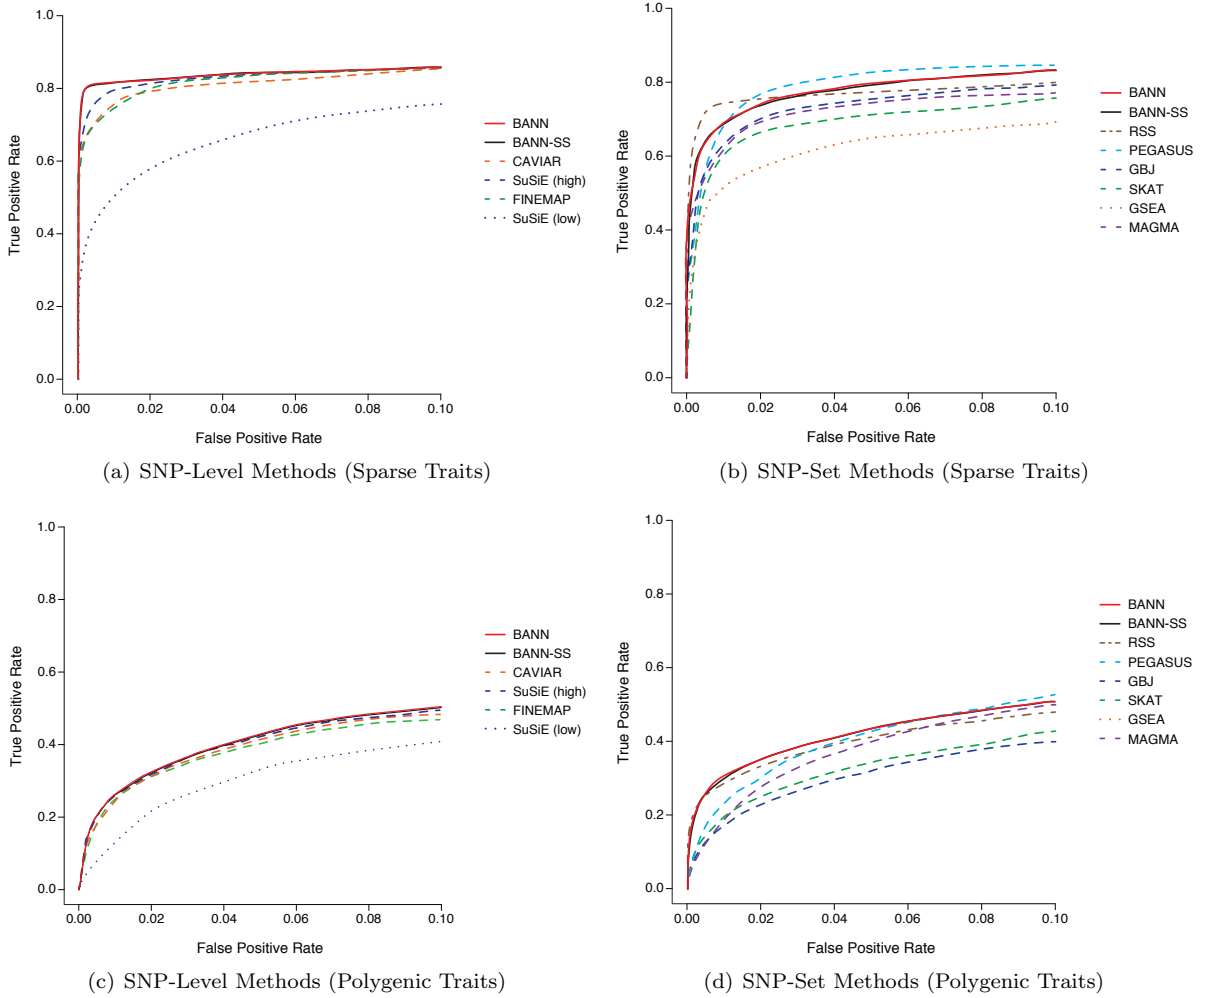 1.0
0.8
0.6
0.4
0.2
0.0
True Positive Rate
0.00 0.02 0.04 0.06 0.08 0.10
False Positive Rate
BANN
BANN-SS
CAVIAR
SuSiE (high)
FINEMAP
SuSiE (low)
(a) SNP-Level Methods (Sparse Traits)
1.0
0.8
0.6
0.4
0.2
0.0
True Positive Rate
0.00 0.02 0.04 0.06 0.08 0.10
False Positive Rate
BANN
BANN-SS
RSS
PEGASUS
GBJ
SKAT
GSEA
MAGMA
(b) SNP-Set Methods (Sparse Traits)
1.0
0.8
0.6
0.4
0.2
0.0
True Positive Rate
0.00 0.02 0.04 0.06 0.08 0.10
False Positive Rate
BANN
BANN-SS
CAVIAR
SuSiE (high)
FINEMAP
SuSiE (low)
(c) SNP-Level Methods (Polygenic Traits)
1.0
0.8
0.6
0.4
0.2
0.0
True Positive Rate
0.00 0.02 0.04 0.06 0.08 0.10
False Positive Rate
BANN
BANN-SS
RSS
PEGASUS
GBJ
SKAT
GSEA
MAGMA
(d) SNP-Set Methods (Polygenic Traits)